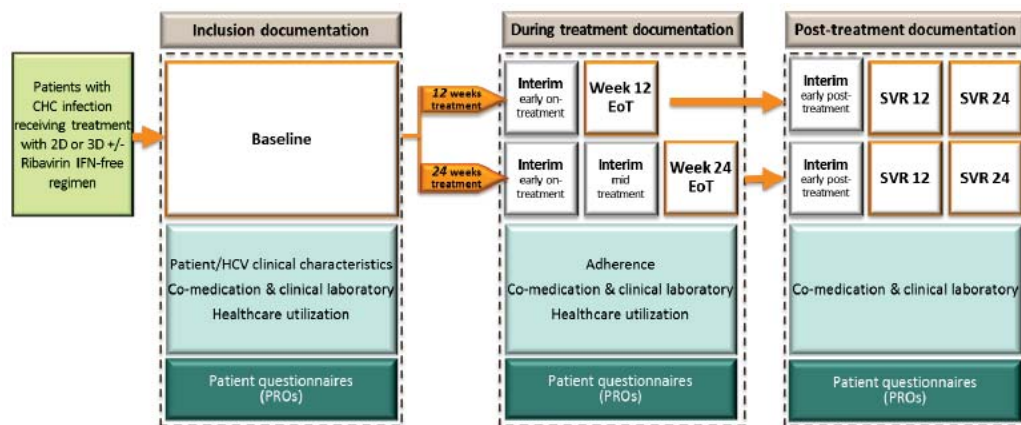 Inclusion documentation
During treatment documentation
Post-treatment documentation
Patients with
CHC infection
receiving treatment
with 2D or 3D +/-
Ribavirin IFN-free
regimen
Baseline
12 weeks
treatment
24 weeks
treatment
Interim
early on-
treatment
Week 12
EoT
Interim
early on-
treatment
Interim
mid
treatment
Week 24
EoT
Interim
early post-
treatment
SVR 12
SVR 24
Interim
early post-
treatment
SVR 12
SVR 24
Patient/HCV clinical characteristics
Co-medication & clinical laboratory
Healthcare utilization
Adherence
Co-medication & clinical laboratory
Healthcare utilization
Co-medication & clinical laboratory
Patient questionnaires
(PROs)
Patient questionnaires
(PROs)
Patient questionnaires
(PROs)